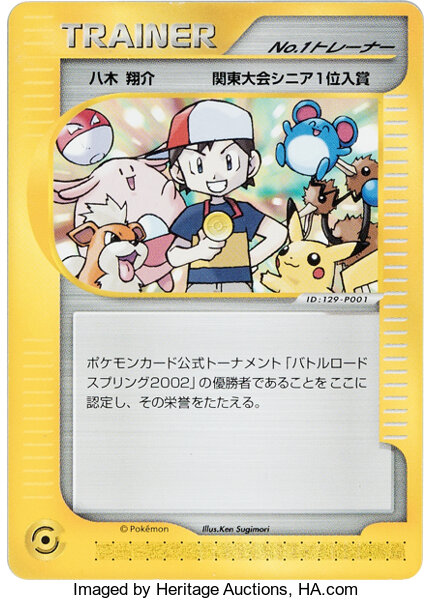 TRAINER
No.1トレーナー
八木 翔介 関東大会シニア1位入賞
ID:129-P001
ポケモンカード公式トーナメント「バトルロード
スプリング2002」の優勝者であることをここに
認定し、その栄誉をたたえる。
©Pokémon Illus.Ken Sugimori
Imaged by Heritage Auctions, HA.com